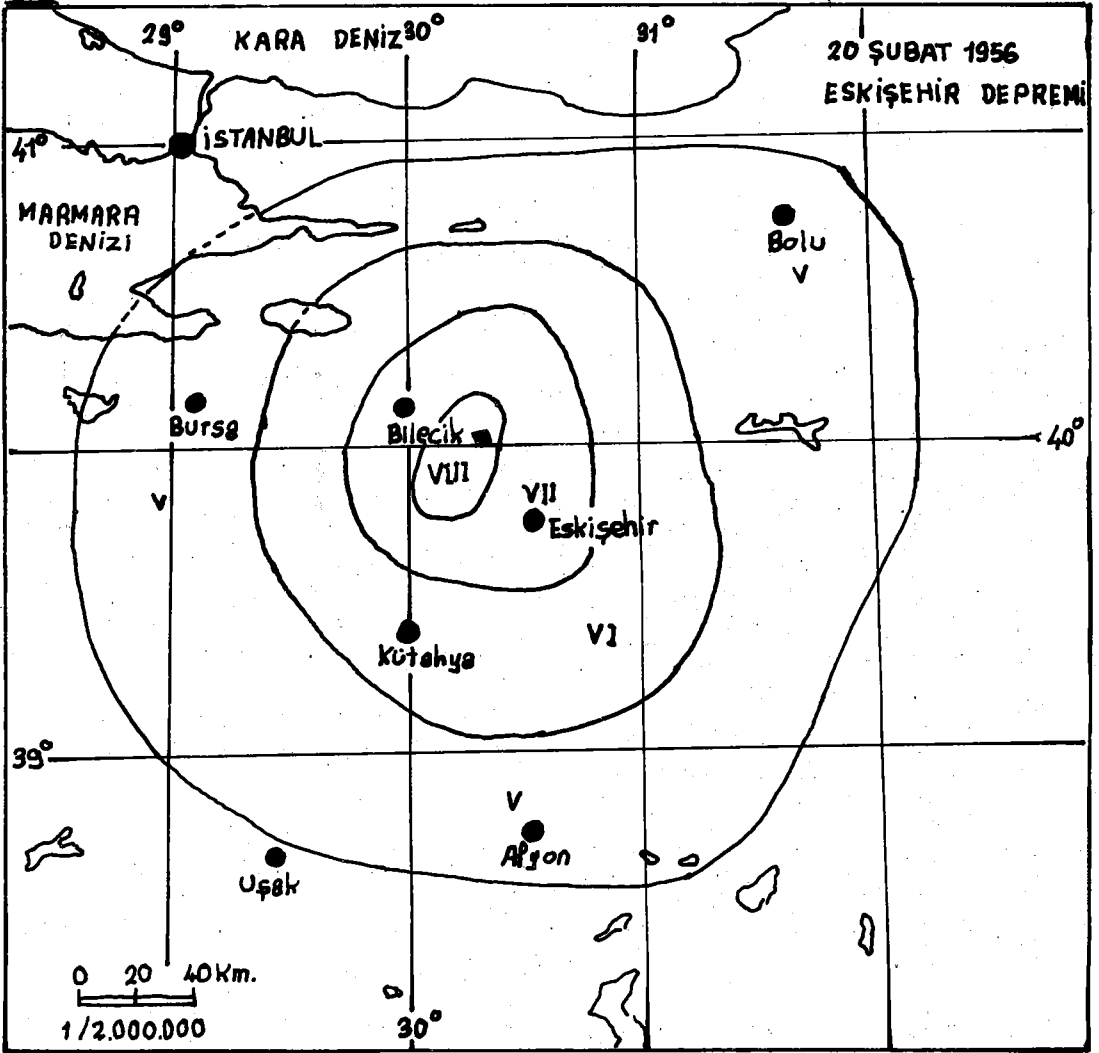 29°
KARA DENİZ
30°
31°
20 ŞUBAT 1956
ESKİŞEHİR DEPREMİ
41°
İSTANBUL
MARMARA
DENİZİ
Bolu
V
Bursa
Bilecik
40°
VIII
VII
V
Eskişehir
VI
Kütahya
39°
V
Afyon
Uşak
0 20 40 Km.
1/2.000.000
30°